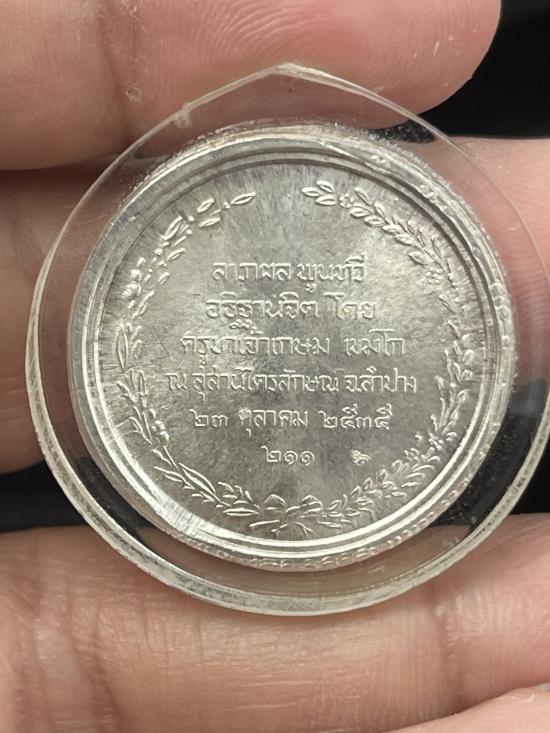 ลาภผล พูนทวี
อธิฐานจิต โดย
ครูบาเจ้าเกษม เขมโก
ณ สุสานไตรลักษณ์ จ.ลำปาง
๒๓ ตุลาคม ๒๕๓๕
๒๑๑